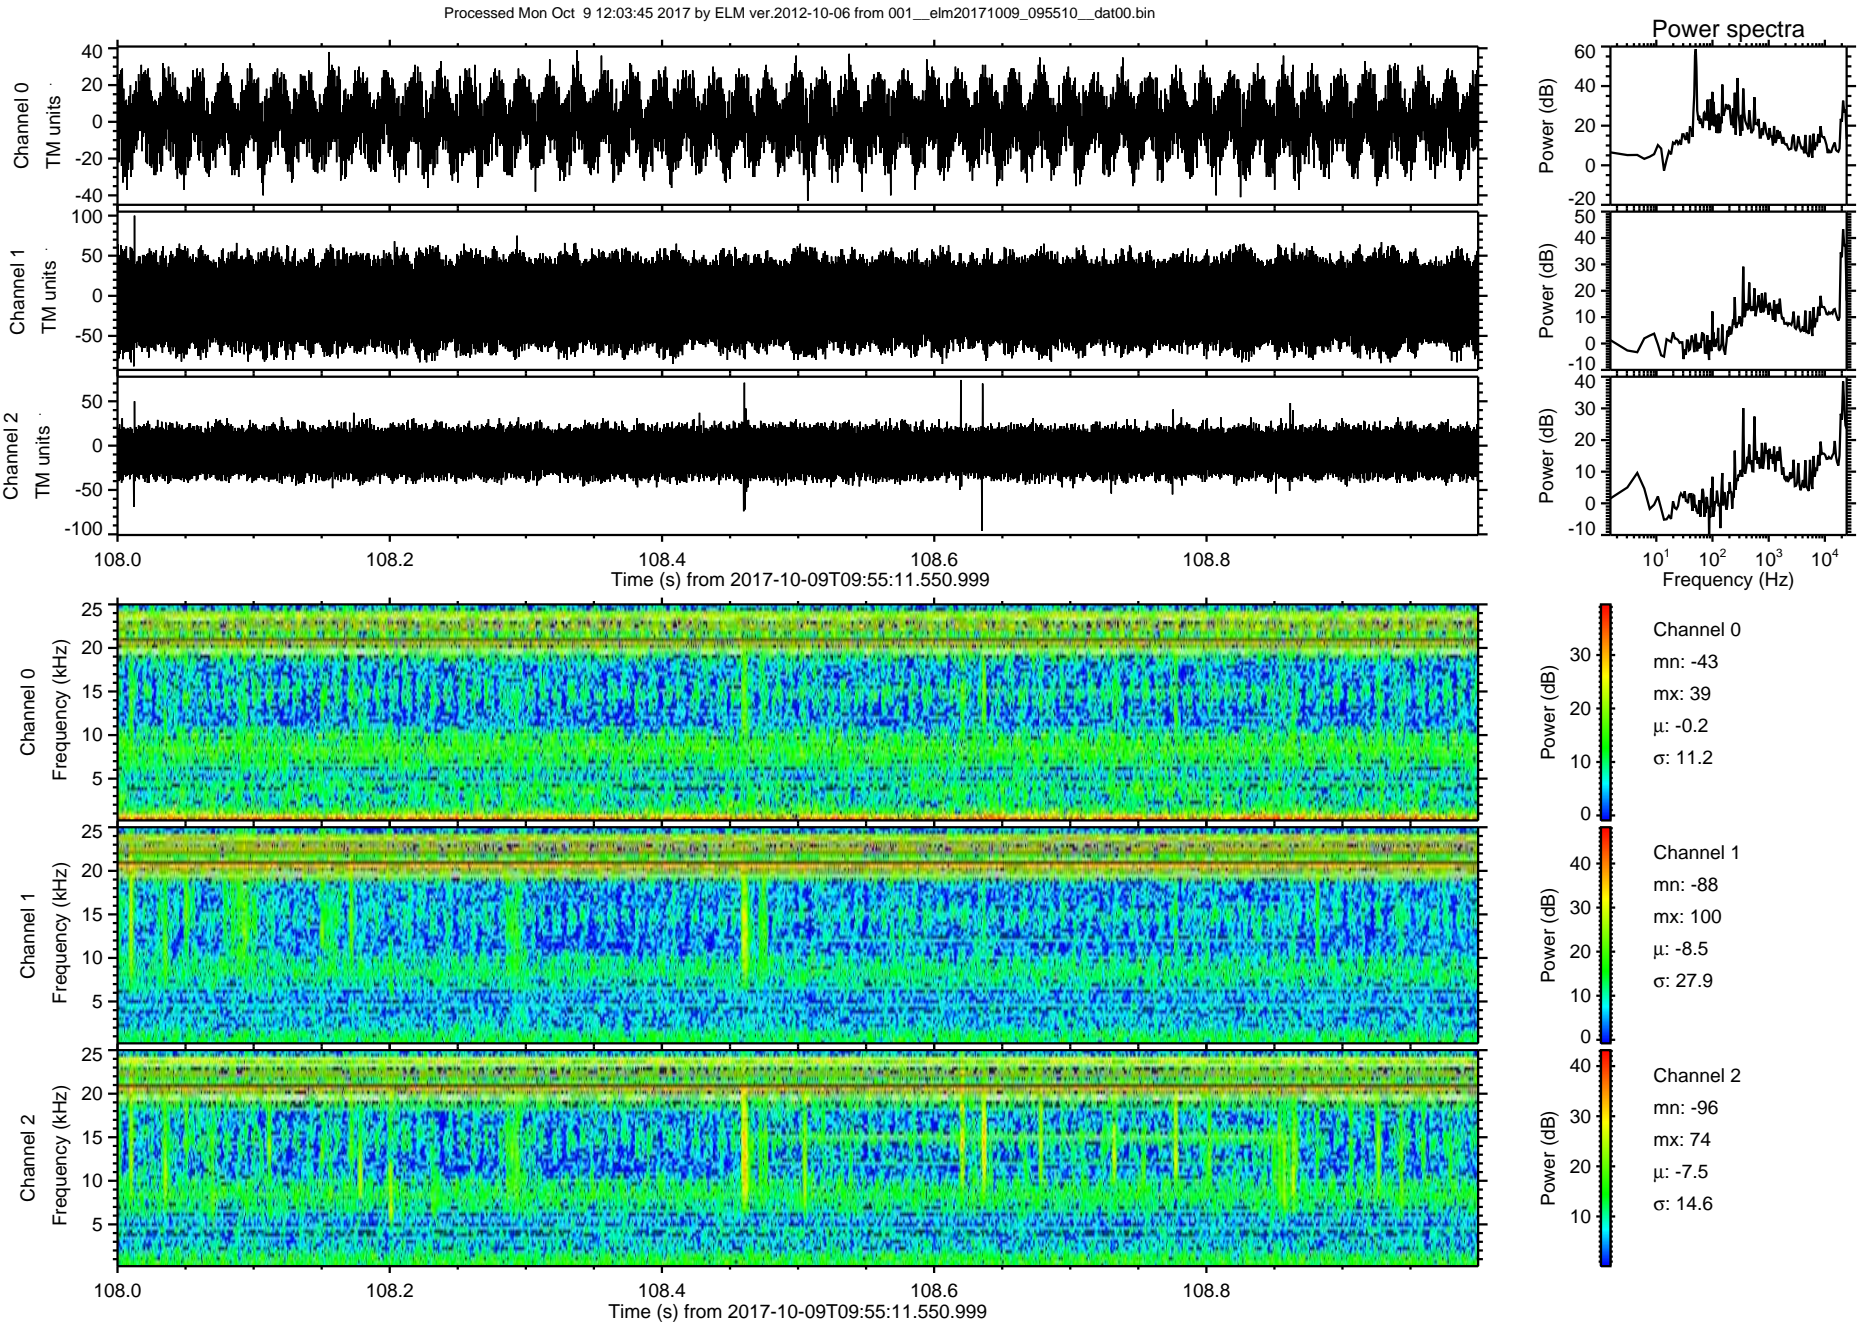 Processed Mon Oct  9 12:03:45 2017 by ELM ver.2012-10-06 from 001__elm20171009_095510__dat00.bin
Power spectra
Channel 0
TM units
40
20
0
-20
-40
Power (dB)
60
40
20
0
-20
Channel 1
TM units
100
50
0
-50
Power (dB)
50
40
30
20
10
0
-10
Channel 2
TM units
50
0
-50
-100
Power (dB)
40
30
20
10
0
-10
108.0
108.2
108.4
108.6
108.8
Time (s) from 2017-10-09T09:55:11.550.999
10^1
10^2
10^3
10^4
Frequency (Hz)
Channel 0
Frequency (kHz)
25
20
15
10
5
Power (dB)
30
20
10
0
Channel 0
mn: -43
mx: 39
μ: -0.2
σ: 11.2
Channel 1
Frequency (kHz)
25
20
15
10
5
Power (dB)
40
30
20
10
0
Channel 1
mn: -88
mx: 100
μ: -8.5
σ: 27.9
Channel 2
Frequency (kHz)
25
20
15
10
5
Power (dB)
40
30
20
10
Channel 2
mn: -96
mx: 74
μ: -7.5
σ: 14.6
108.0
108.2
108.4
108.6
108.8
Time (s) from 2017-10-09T09:55:11.550.999